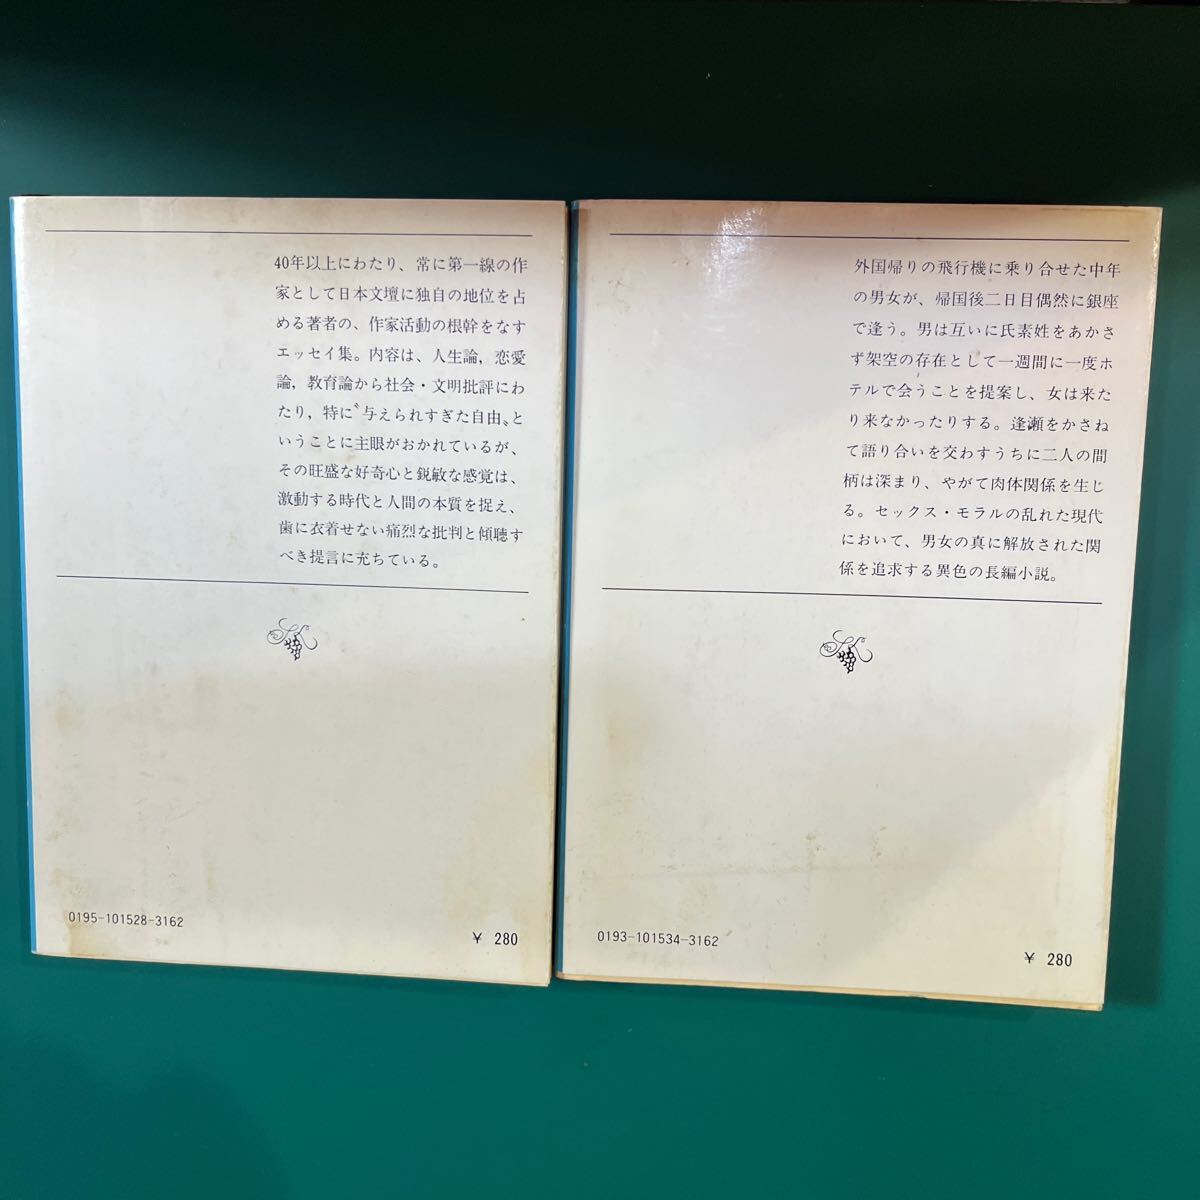 40年以上にわたり、常に第一線の作
家として日本文壇に独自の地位を占
める著者の、作家活動の根幹をなす
エッセイ集。内容は、人生論，恋愛
論，教育論から社会・文明批評にわ
たり，特に〝与えられすぎた自由〟と
いうことに主眼がおかれているが、
その旺盛な好奇心と鋭敏な感覚は、
激動する時代と人間の本質を捉え、
歯に衣着せない痛烈な批判と傾聴す
べき提言に充ちている。
0195-101528-3162
¥ 280
外国帰りの飛行機に乗り合せた中年
の男女が、帰国後二日目偶然に銀座
で逢う。男は互いに氏素姓をあかさ
ず架空の存在として一週間に一度ホ
テルで会うことを提案し、女は来た
り来なかったりする。逢瀬をかさね
て語り合いを交わすうちに二人の間
柄は深まり、やがて肉体関係を生じ
る。セックス・モラルの乱れた現代
において、男女の真に解放された関
係を追求する異色の長編小説。
0193-101534-3162
¥ 280